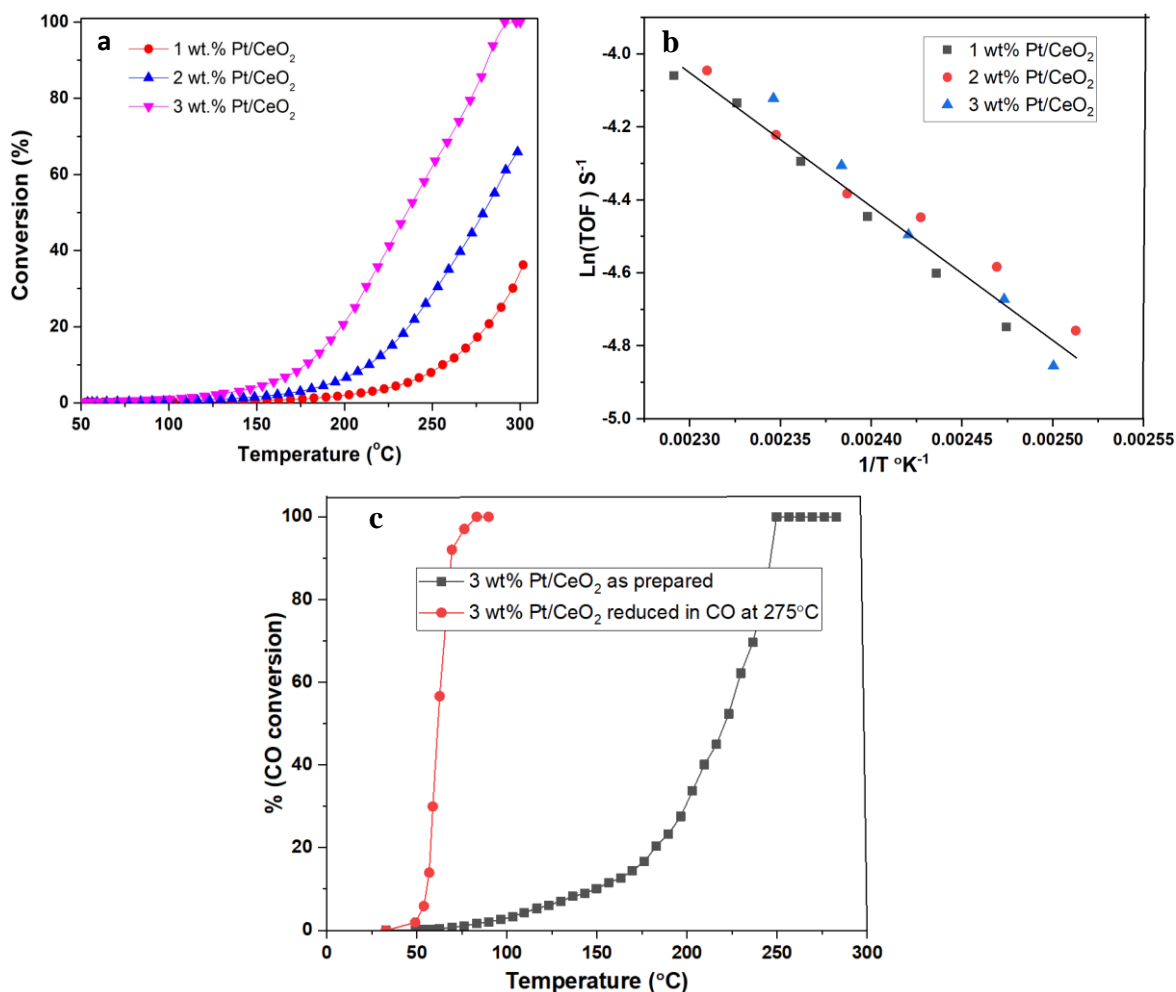 a
1 wt.% Pt/CeO₂
2 wt.% Pt/CeO₂
3 wt.% Pt/CeO₂
100
80
60
40
20
0
Conversion (%)
50 100 150 200 250 300
Temperature (°C)
b
1 wt% Pt/CeO₂
2 wt% Pt/CeO₂
3 wt% Pt/CeO₂
-4.0
-4.2
-4.4
-4.6
-4.8
-5.0
Ln(TOF ) S⁻¹
0.00230 0.00235 0.00240 0.00245 0.00250 0.00255
1/T °K⁻¹
c
3 wt% Pt/CeO₂ as prepared
3 wt% Pt/CeO₂ reduced in CO at 275°C
100
80
60
40
20
0
% (CO conversion)
0 50 100 150 200 250 300
Temperature (°C)